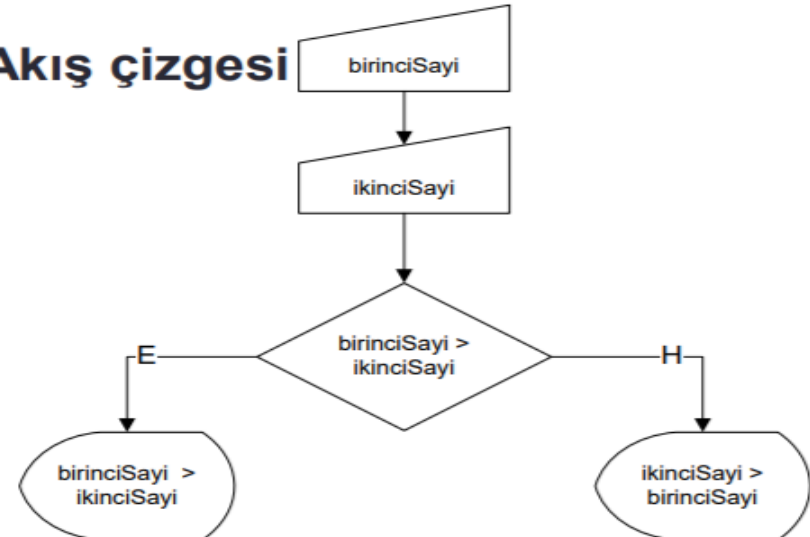 Akış çizgesi
birinciSayi
ikinciSayi
birinciSayi >
ikinciSayi
E
H
birinciSayi >
ikinciSayi
ikinciSayi >
birinciSayi